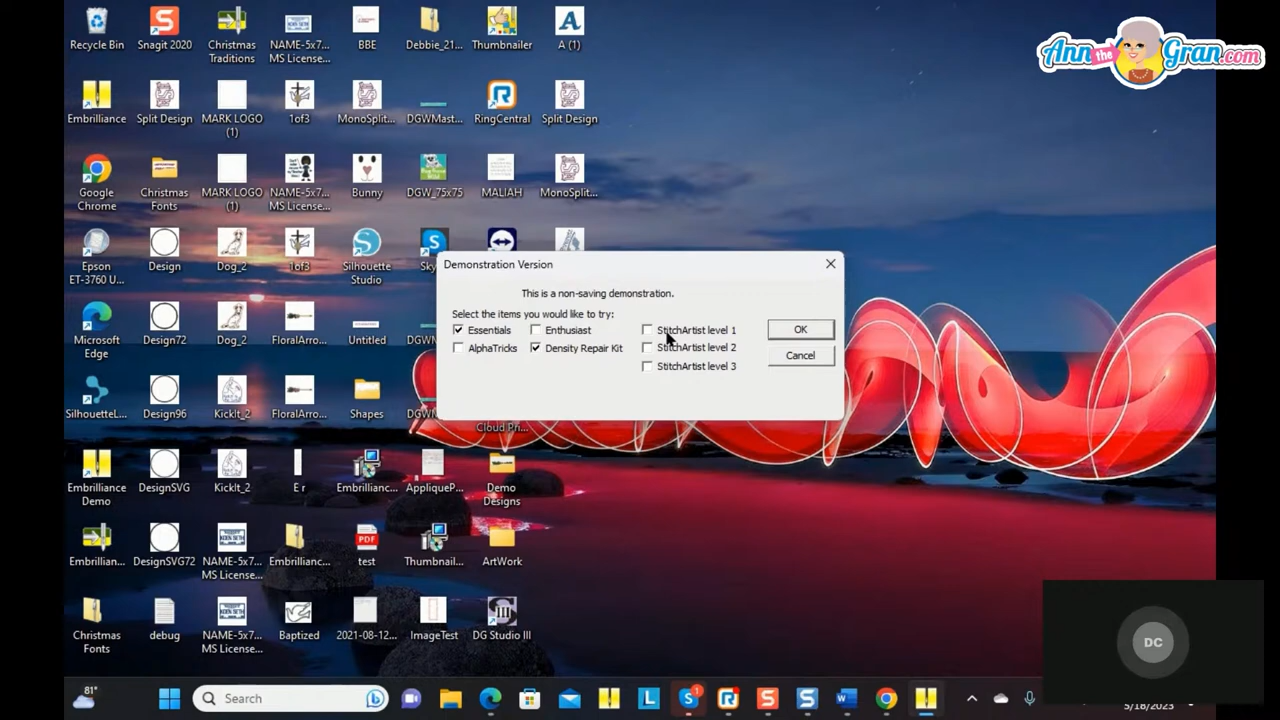 Ann the Gran.com
Recycle Bin
Snagit 2020
Christmas
Traditions
NAME-5x7...
MS License...
BBE
Debbie_21...
Thumbnailer
A (1)
Embrilliance
Split Design
MARK LOGO
(1)
1of3
MonoSplit...
DGWMast...
RingCentral
Split Design
Google
Chrome
Christmas
Fonts
MARK LOGO
(1)
NAME-5x7...
MS License...
Bunny
DGW_75x75
MALIAH
MonoSplit...
Epson
ET-3760 U...
Design
Dog_2
1of3
Silhouette
Studio
Sky
Demonstration Version
This is a non-saving demonstration.
Select the items you would like to try:
Essentials
Enthusiast
StitchArtist level 1
OK
AlphaTricks
Density Repair Kit
StitchArtist level 2
Cancel
StitchArtist level 3
Microsoft
Edge
Design72
Dog_2
FloralArro...
Untitled
DGWM
SilhouetteL...
Design96
KickIt_2
FloralArro...
Shapes
DGWM
Cloud Pri...
Embrilliance
Demo
DesignSVG
KickIt_2
E r
Embrillianc...
AppliqueP...
Demo
Designs
Embrillian...
DesignSVG72
NAME-5x7...
MS License...
Embrillianc...
PDF
test
Thumbnail...
ArtWork
Christmas
Fonts
debug
NAME-5x7...
MS License...
Baptized
2021-08-12...
ImageTest
DG Studio III
DC
81°
Search
5/18/2023